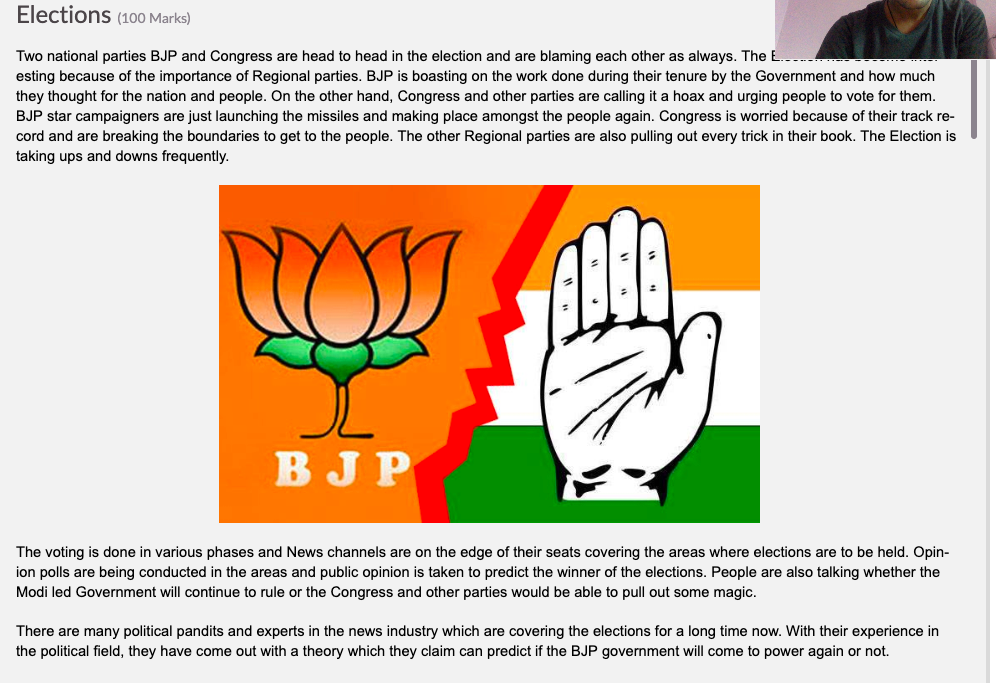 Elections (100 Marks)
Two national parties BJP and Congress are head to head in the election and are blaming each other as always. The
esting because of the importance of Regional parties. BJP is boasting on the work done during their tenure by the Government and how much
they thought for the nation and people. On the other hand, Congress and other parties are calling it a hoax and urging people to vote for them.
BJP star campaigners are just launching the missiles and making place amongst the people again. Congress is worried because of their track re-
cord and are breaking the boundaries to get to the people. The other Regional parties are also pulling out every trick in their book. The Election is
taking ups and downs frequently.
BJP
The voting is done in various phases and News channels are on the edge of their seats covering the areas where elections are to be held. Opin-
ion polls are being conducted in the areas and public opinion is taken to predict the winner of the elections. People are also talking whether the
Modi led Government will continue to rule or the Congress and other parties would be able to pull out some magic.
There are many political pandits and experts in the news industry which are covering the elections for a long time now. With their experience in
the political field, they have come out with a theory which they claim can predict if the BJP government will come to power again or not.